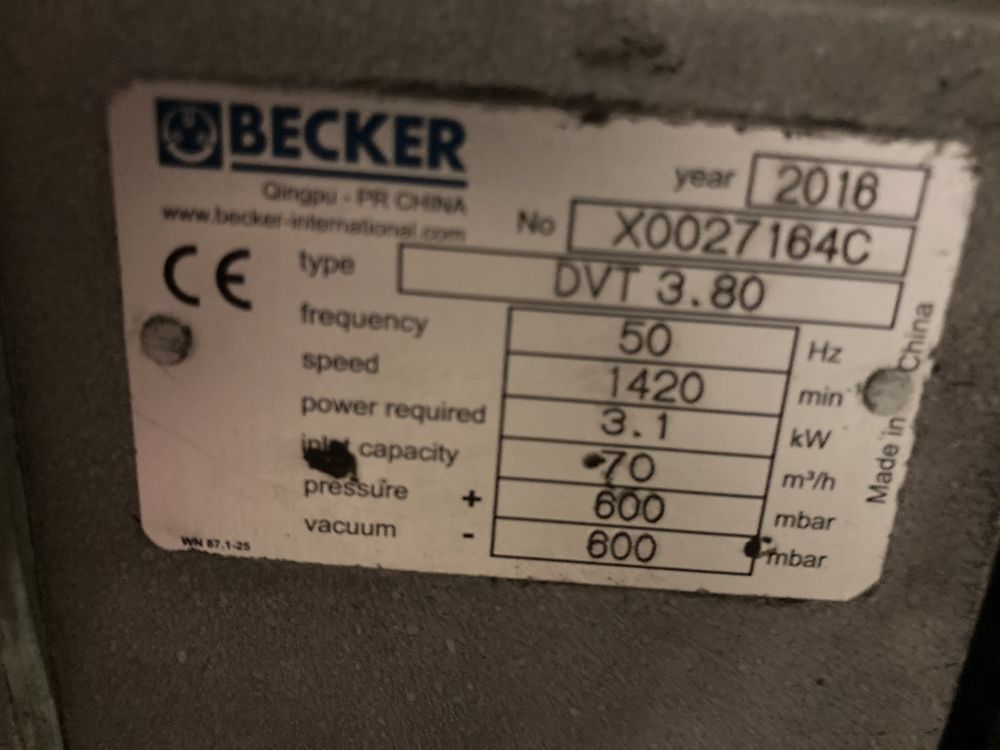 BECKER
Qingpu - PR CHINA
www.becker-international.com
year 2016
No X0027164C
CE
type DVT 3.80
frequency 50 Hz
speed 1420 min
power required 3.1 kW
inlet capacity 70 m³/h
pressure + 600 mbar
vacuum - 600 mbar
WN 87.1-25
Made in China